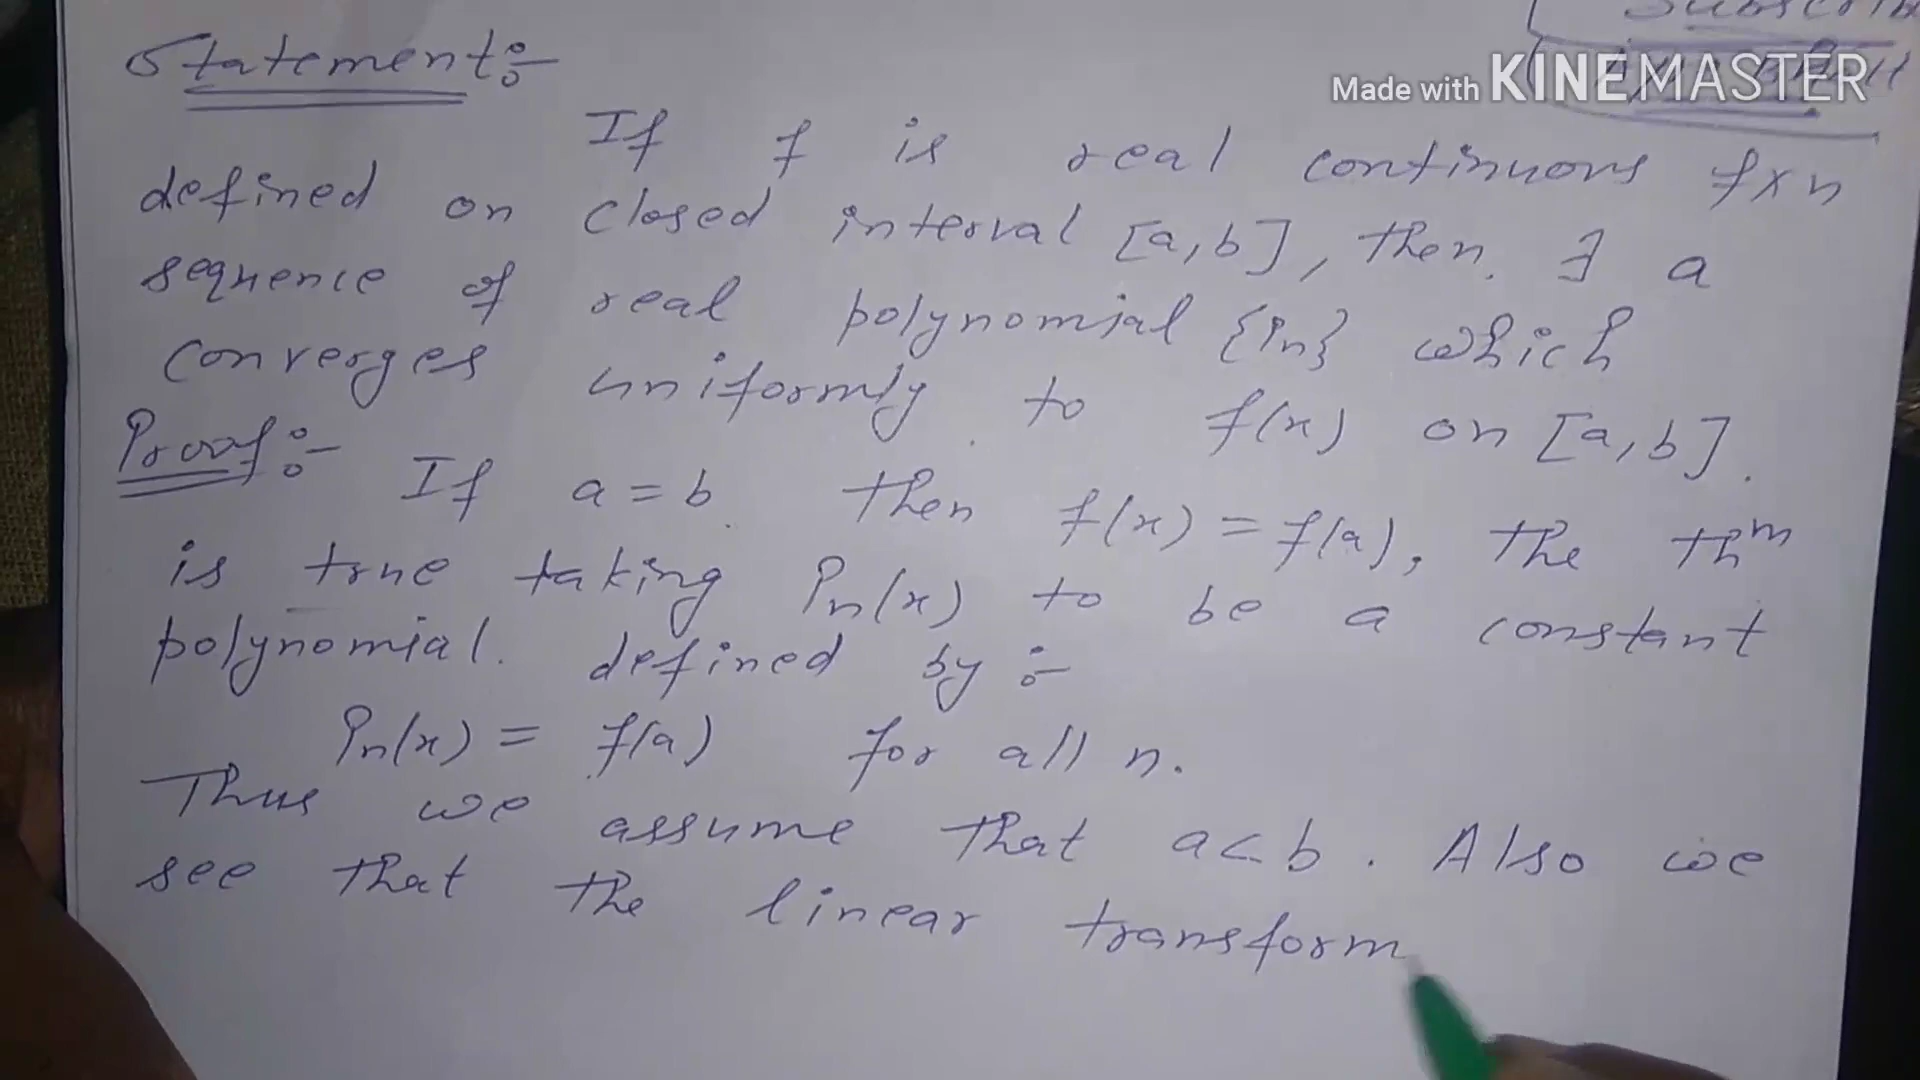 Subscrib
Made with KINEMASTER
Statement:-
If f is real continuous fxn
defined on closed interval [a,b], then ∃ a
sequence of real polynomial {Pn} which
converges uniformly to f(x) on [a,b].
Proof:- If a=b then f(x) = f(a), the thm
is true taking Pn(x) to be a constant
polynomial. defined by :-
Pn(x) = f(a) for all n.
Thus we assume that a<b. Also we
see that the linear transform